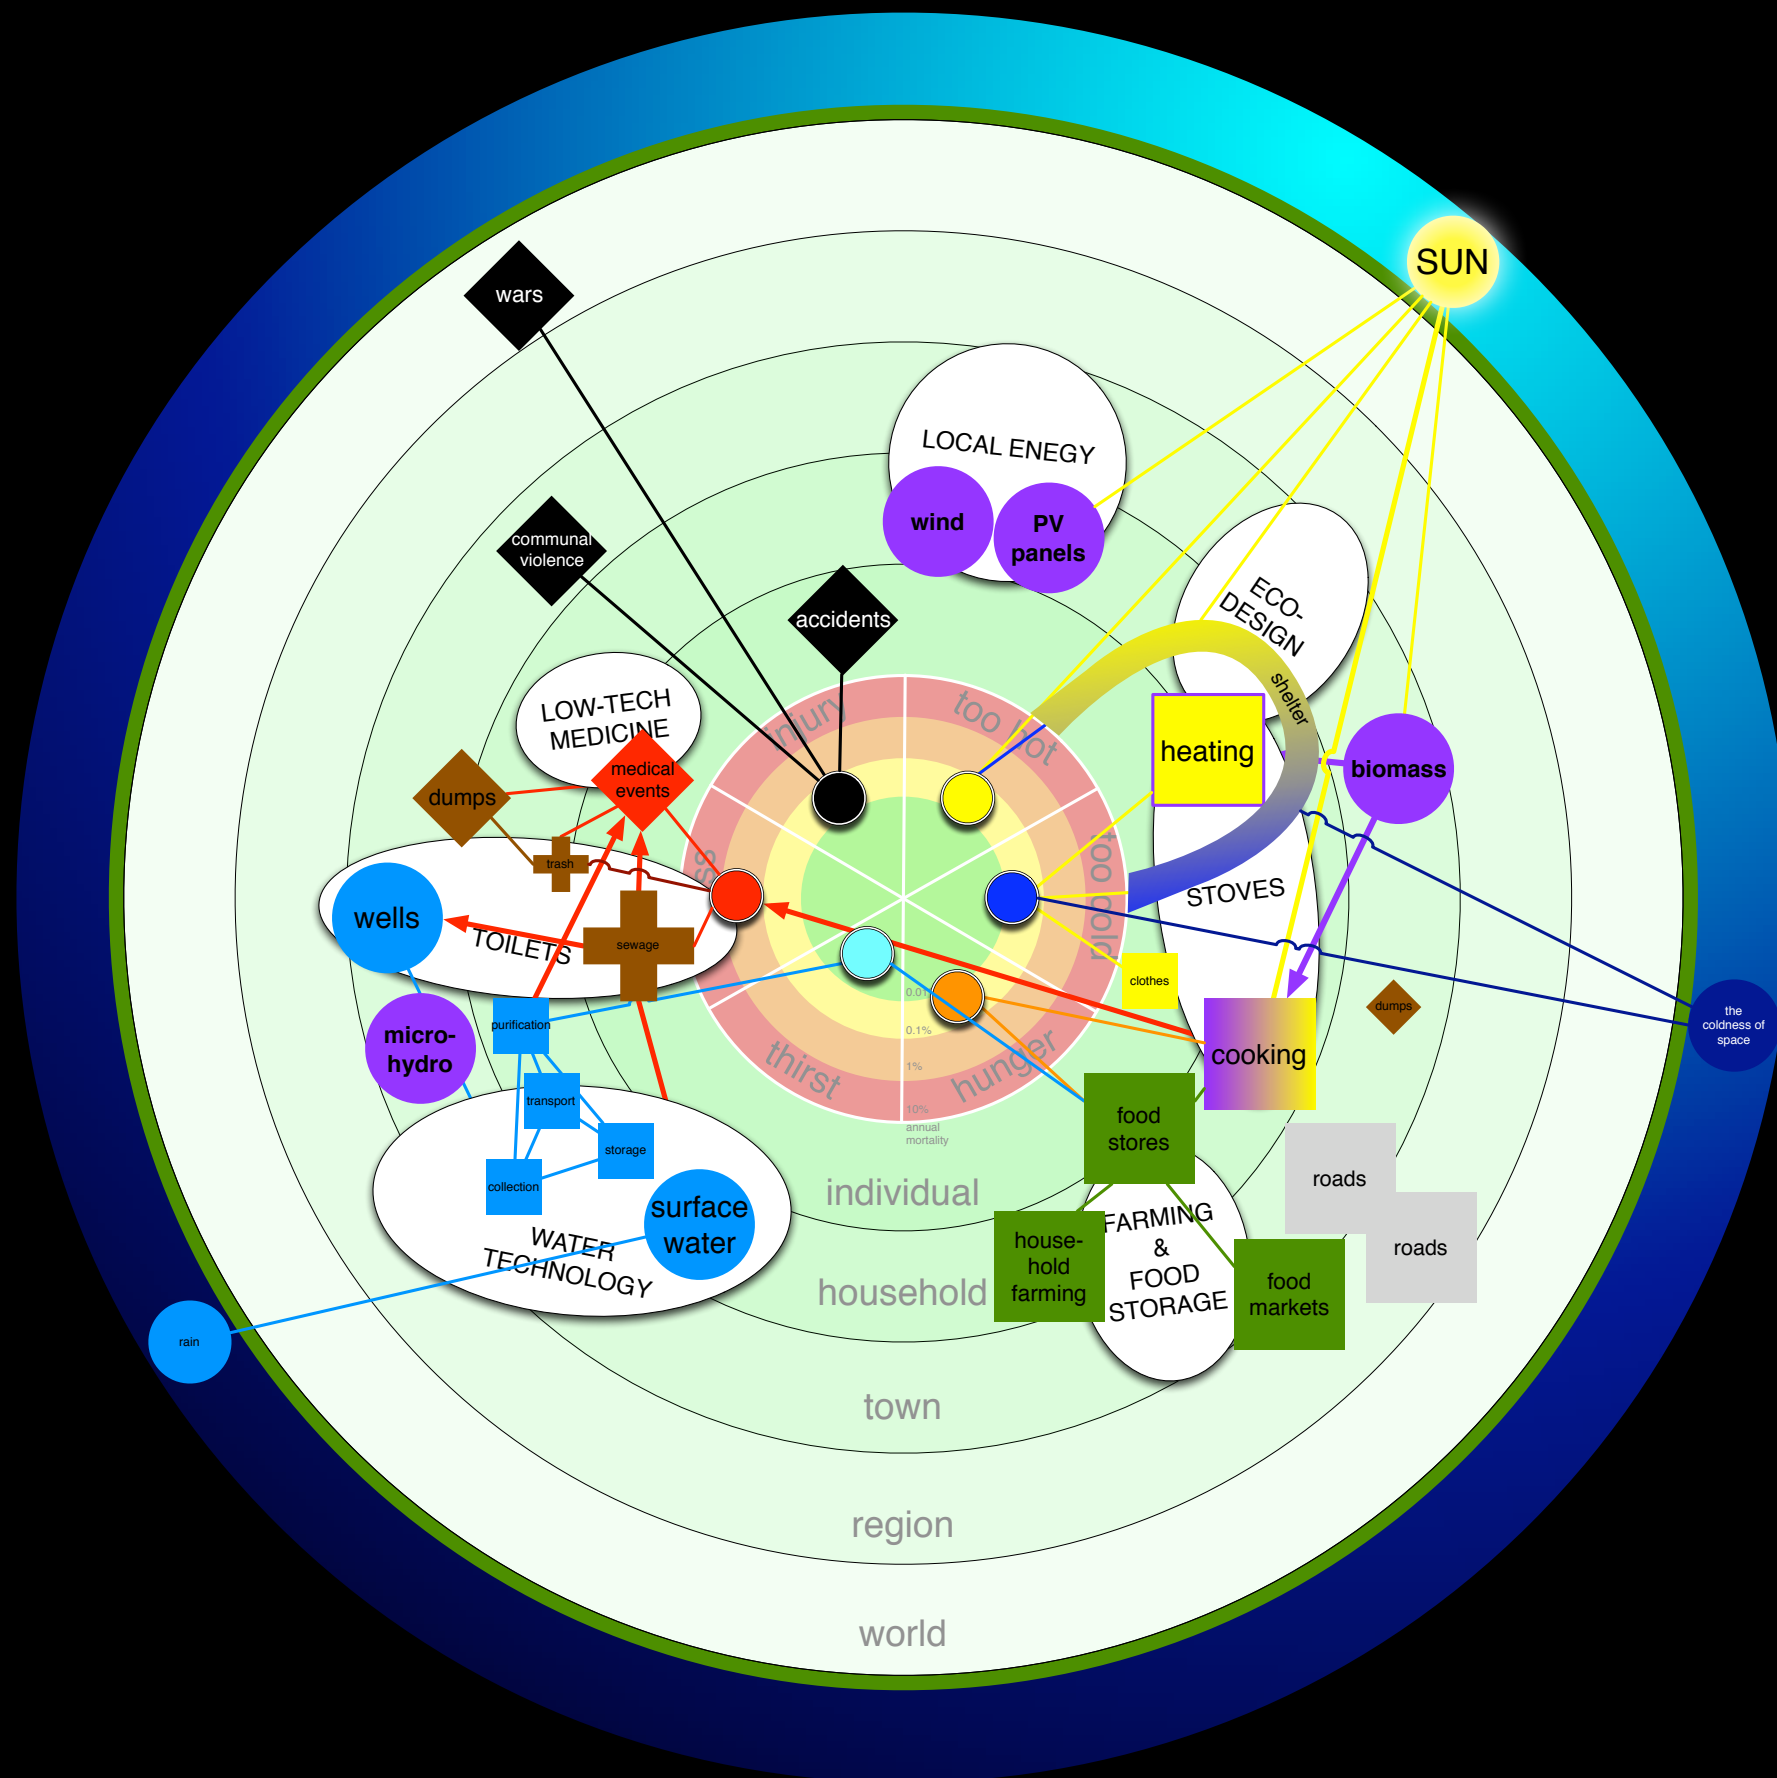 SUN
wars
LOCAL ENEGY
wind
PV
panels
communal
violence
accidents
ECO-
DESIGN
shelter
LOW-TECH
MEDICINE
injury
too hot
heating
biomass
medical
events
dumps
trash
wells
TOILETS
sewage
too cold
STOVES
clothes
dumps
the
coldness of
space
purification
micro-
hydro
0.1%
1%
10%
annual
mortality
thirst
hunger
cooking
transport
storage
collection
food
stores
surface
water
WATER
TECHNOLOGY
rain
individual
household
town
region
world
house-
hold
farming
FARMING
&
FOOD
STORAGE
food
markets
roads
roads